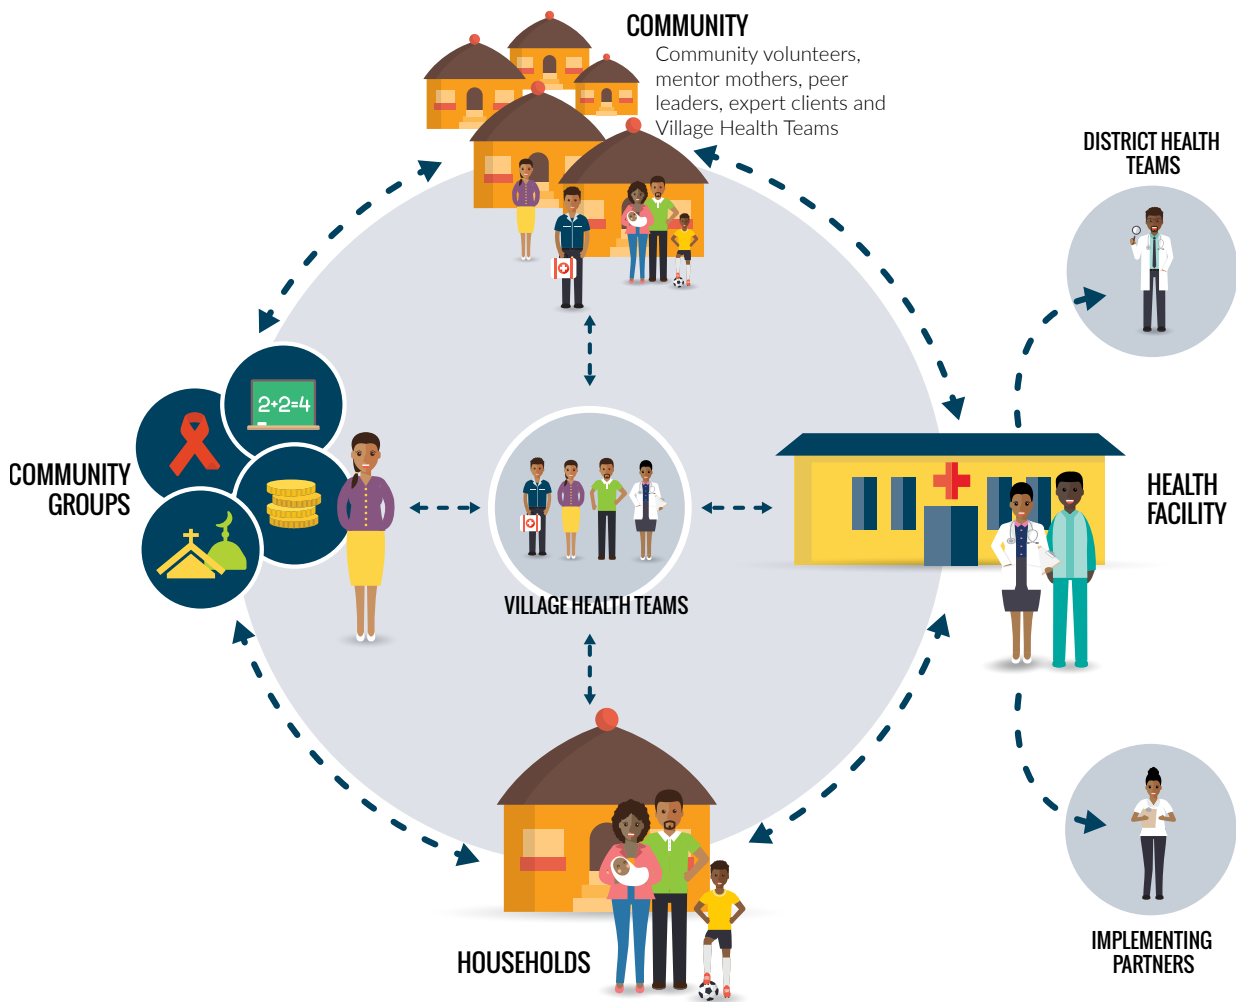 COMMUNITY
Community volunteers,
mentor mothers, peer
leaders, expert clients and
Village Health Teams
DISTRICT HEALTH
TEAMS
2+2=4
COMMUNITY
GROUPS
HEALTH
FACILITY
VILLAGE HEALTH TEAMS
HOUSEHOLDS
IMPLEMENTING
PARTNERS